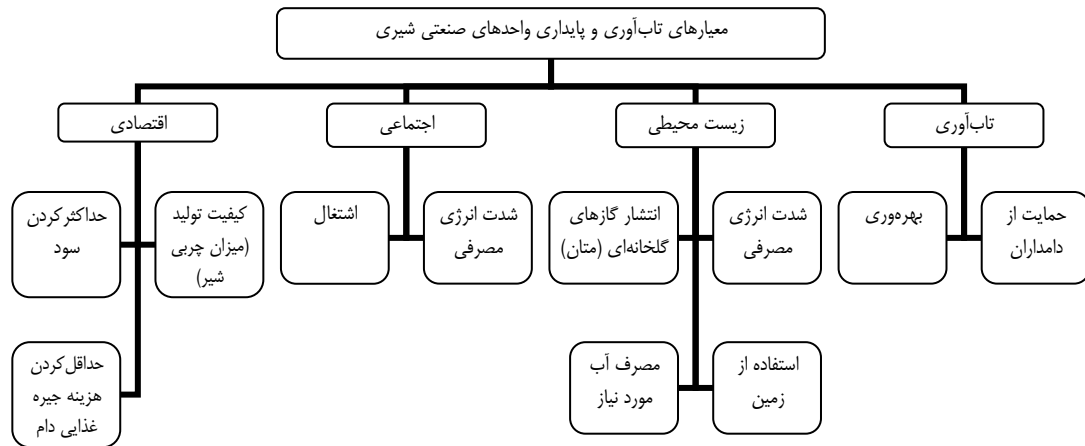 معیارهای تاب‌آوری و پایداری واحدهای صنعتی شیری
تاب‌آوری
زیست محیطی
اجتماعی
اقتصادی
حمایت از
دامداران
بهره‌وری
شدت انرژی
مصرفی
انتشار گازهای
گلخانه‌ای (متان)
شدت انرژی
مصرفی
اشتغال
کیفیت تولید
(میزان چربی
شیر)
حداکثر کردن
سود
استفاده از
زمین
مصرف آب
مورد نیاز
حداقل کردن
هزینه جیره
غذایی دام